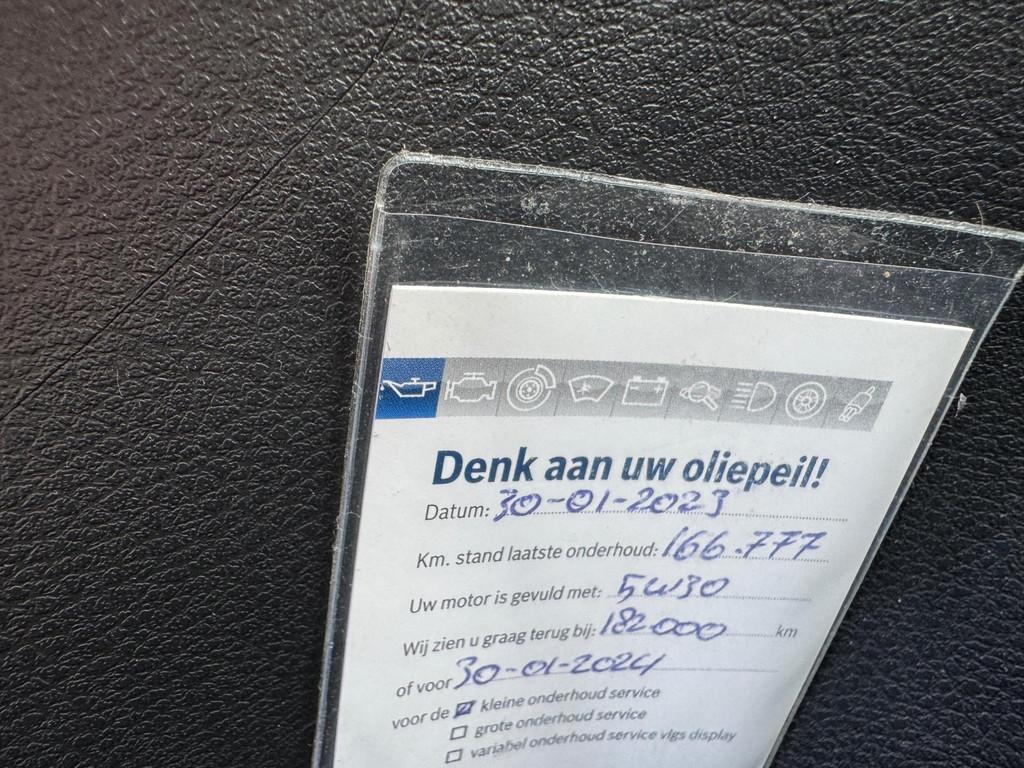 Denk aan uw oliepeil!
Datum: 30-01-2023
Km. stand laatste onderhoud: 166.777
Uw motor is gevuld met: 5W30
Wij zien u graag terug bij: 182000 km
of voor 30-01-2024
voor de kleine onderhoud service
grote onderhoud service
variabel onderhoud service vlgs display